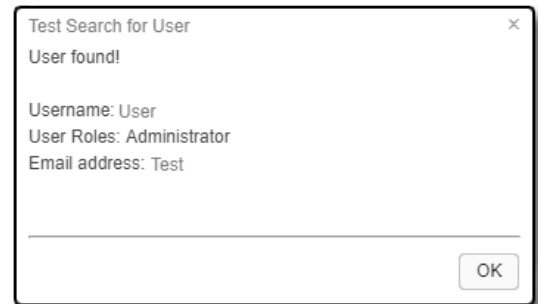 Test Search for User ×
User found!
Username: User
User Roles: Administrator
Email address: Test
OK